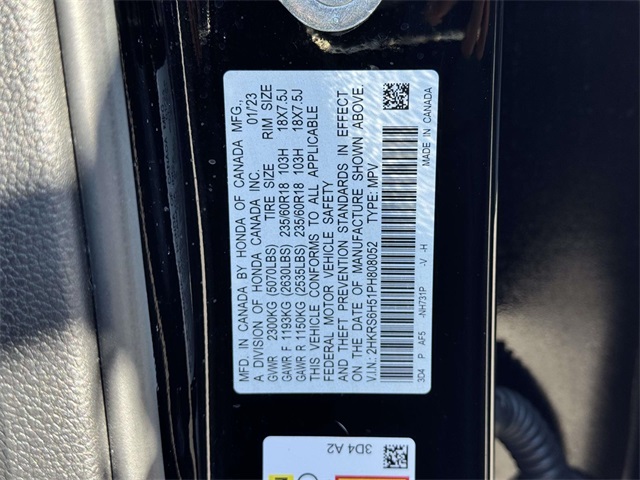 MFD. IN CANADA BY HONDA OF CANADA MFG.,
A DIVISION OF HONDA CANADA INC. 01/23
GVWR 2300KG (5070LBS) TIRE SIZE RIM SIZE
GAWR F 1193KG (2630LBS) 235/60R18 103H 18X7.5J
GAWR R 1150KG (2535LBS) 235/60R18 103H 18X7.5J
THIS VEHICLE CONFORMS TO ALL APPLICABLE
FEDERAL MOTOR VEHICLE SAFETY
AND THEFT PREVENTION STANDARDS IN EFFECT
ON THE DATE OF MANUFACTURE SHOWN ABOVE.
V.I.N.: 2HKRS6H51PH808052 TYPE: MPV
3D4 P AF5 -NH731P -V -H MADE IN CANADA
3D4 A2